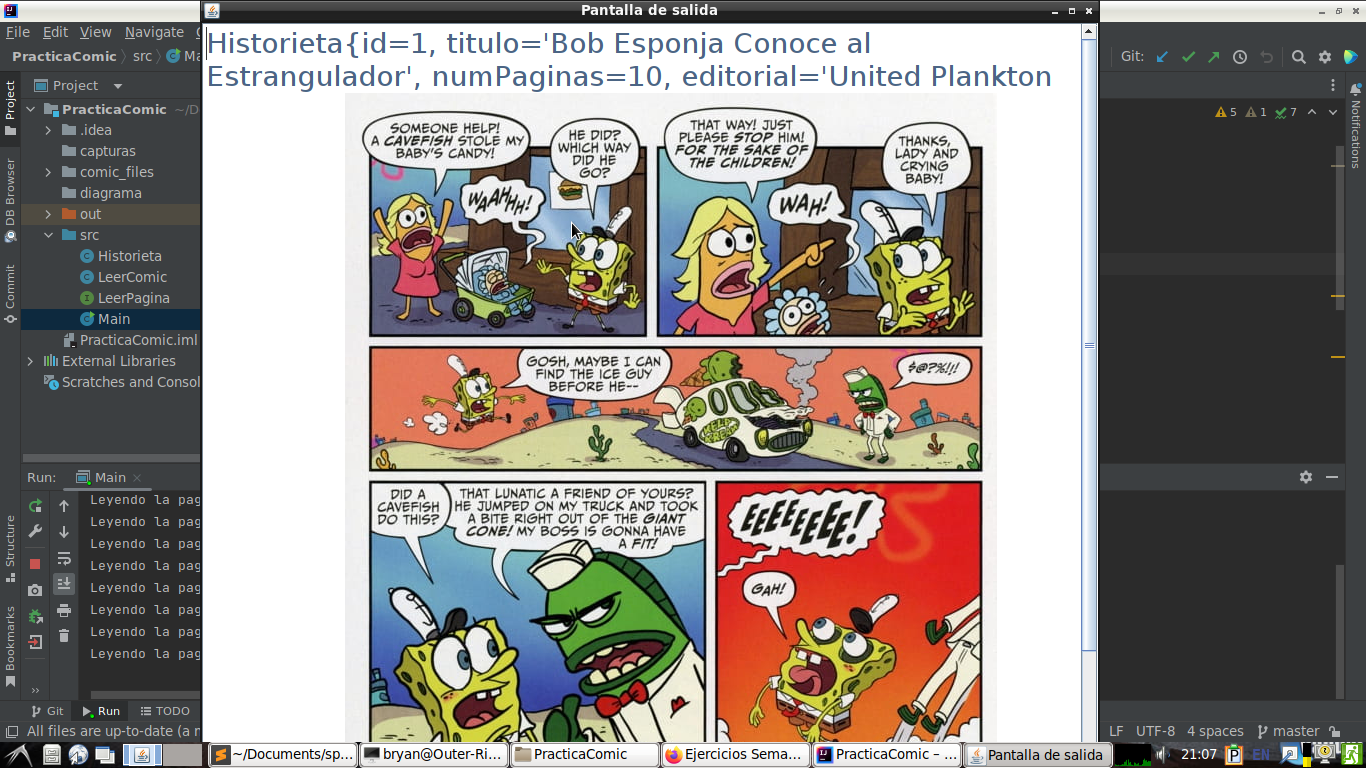 Pantalla de salida
File Edit View Navigate
Git:
PracticaComic src Ma
Historieta{id=1, titulo='Bob Esponja Conoce al
Estrangulador', numPaginas=10, editorial='United Plankton
Project
Project
PracticaComic ~/D
.idea
capturas
comic_files
diagrama
out
src
Historieta
LeerComic
LeerPagina
Main
PracticaComic.iml
External Libraries
Scratches and Consol
DB Browser
Commit
Structure
Bookmarks
5 1 7
Notifications
SOMEONE HELP!
A CAVEFISH STOLE MY
BABY'S CANDY!
HE DID?
WHICH WAY
DID HE
GO?
WAAHHH!
THAT WAY! JUST
PLEASE STOP HIM!
FOR THE SAKE OF
THE CHILDREN!
THANKS,
LADY AND
CRYING
BABY!
WAH!
GOSH, MAYBE I CAN
FIND THE ICE GUY
BEFORE HE--
KELP
$@?%!!
DID A
CAVEFISH
DO THIS?
THAT LUNATIC A FRIEND OF YOURS?
HE JUMPED ON MY TRUCK AND TOOK
A BITE RIGHT OUT OF THE GIANT
CONE! MY BOSS IS GONNA HAVE
A FIT!
EEEEEEE!
GAH!
Run: Main
Leyendo la pag
Leyendo la pag
Leyendo la pag
Leyendo la pag
Leyendo la pag
Leyendo la pag
Leyendo la pag
Leyendo la pag
Git Run TODO
All files are up-to-date (a m
LF UTF-8 4 spaces master
~/Documents/sp... bryan@Outer-Ri... PracticaComic Ejercicios Sema... PracticaComic – ... Pantalla de salida 21:07 P EN